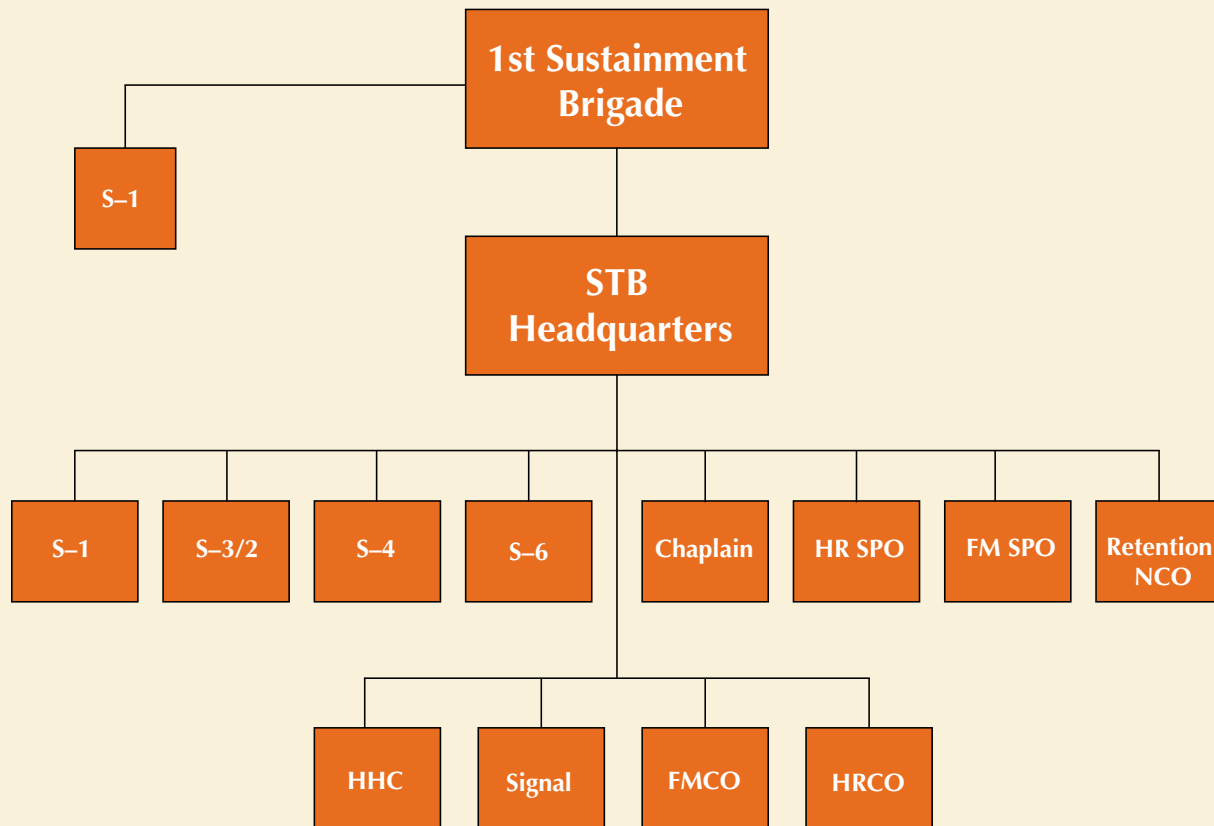 1st Sustainment
Brigade
S–1
STB
Headquarters
S–1
S–3/2
S–4
S–6
Chaplain
HR SPO
FM SPO
Retention
NCO
HHC
Signal
FMCO
HRCO